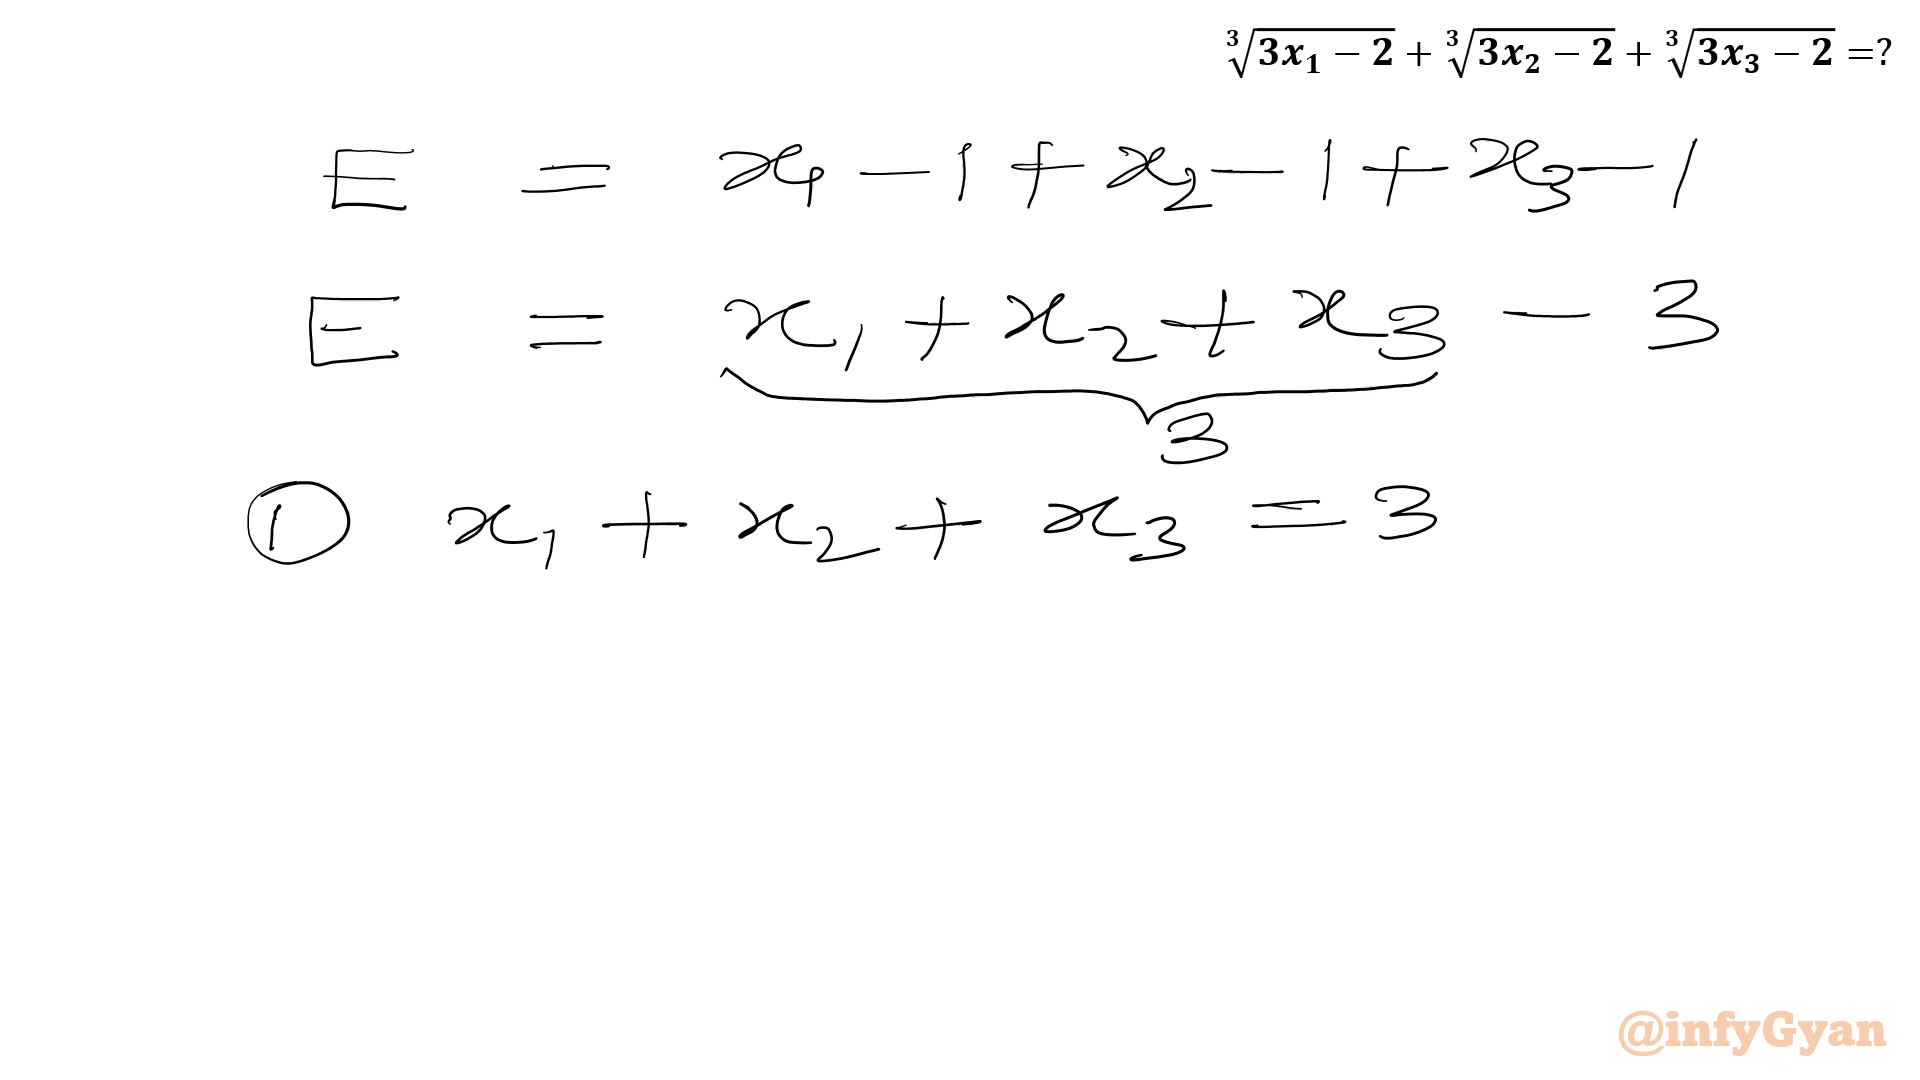 ∛(3x₁ − 2) + ∛(3x₂ − 2) + ∛(3x₃ − 2) =?
E = x₁ − 1 + x₂ − 1 + x₃ − 1
E = x₁ + x₂ + x₃ − 3
3
① x₁ + x₂ + x₃ = 3
@infyGyan